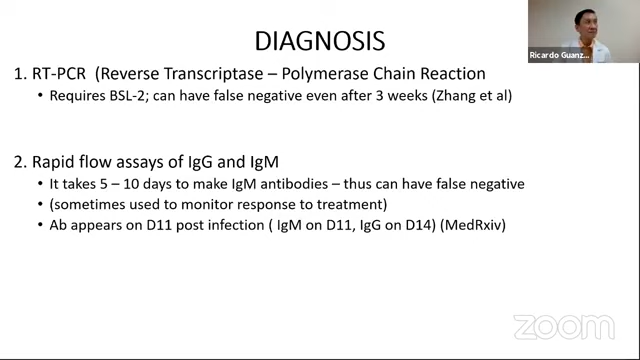 DIAGNOSIS
1. RT-PCR (Reverse Transcriptase – Polymerase Chain Reaction
• Requires BSL-2; can have false negative even after 3 weeks (Zhang et al)
2. Rapid flow assays of IgG and IgM
• It takes 5 – 10 days to make IgM antibodies – thus can have false negative
• (sometimes used to monitor response to treatment)
• Ab appears on D11 post infection ( IgM on D11, IgG on D14) (MedRxiv)
Ricardo Guanz...
zoom